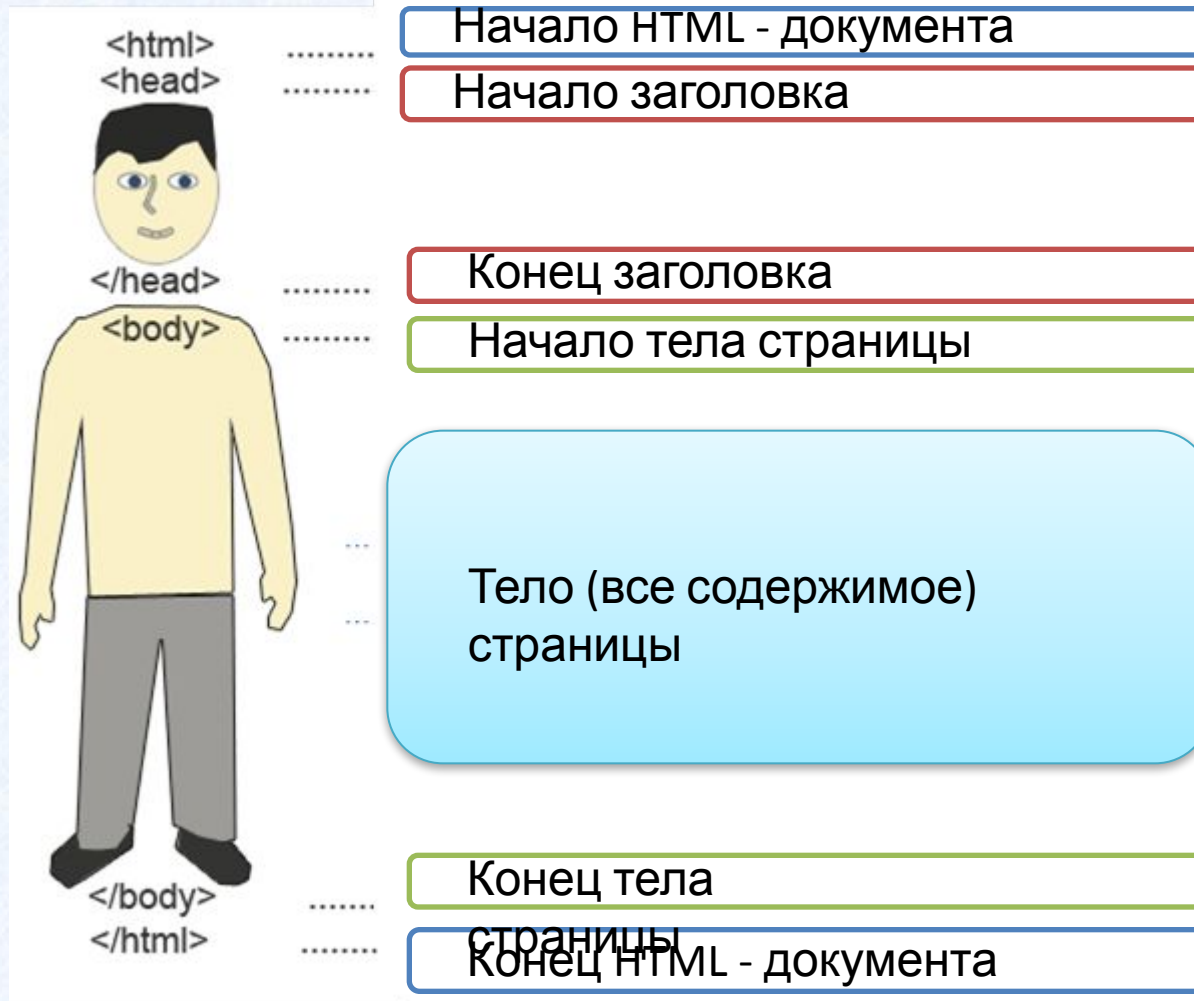 <html> ......... Начало HTML - документа
<head> ......... Начало заголовка
</head> ......... Конец заголовка
<body> ......... Начало тела страницы
...
... Тело (все содержимое)
страницы
</body> ....... Конец тела
страницы
</html> ........ Конец HTML - документа